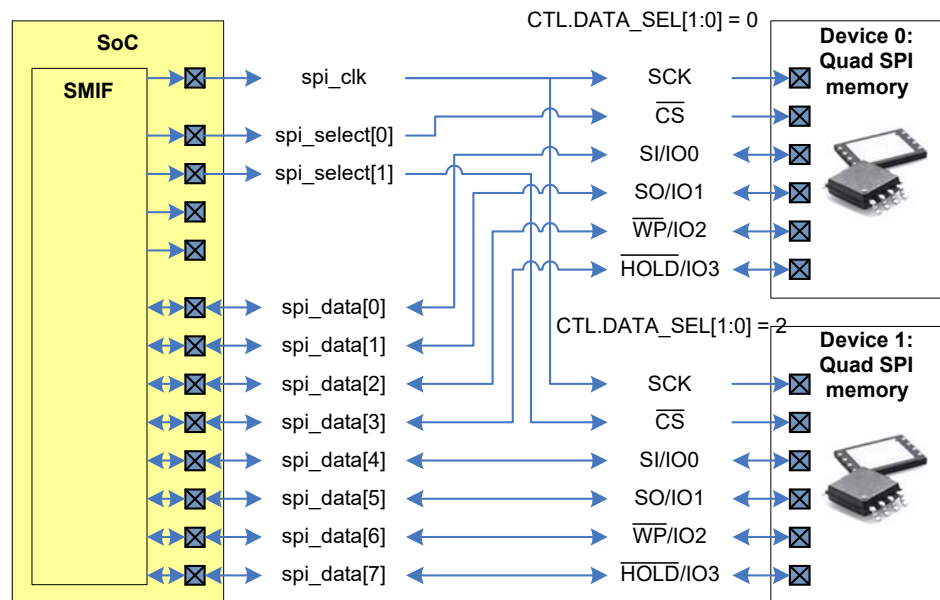 CTL.DATA_SEL[1:0] = 0
SoC
SMIF
Device 0:
Quad SPI
memory
spi_clk
SCK
spi_select[0]
CS
spi_select[1]
SI/IO0
SO/IO1
WP/IO2
HOLD/IO3
spi_data[0]
CTL.DATA_SEL[1:0] = 2
Device 1:
Quad SPI
memory
spi_data[1]
spi_data[2]
SCK
spi_data[3]
CS
spi_data[4]
SI/IO0
spi_data[5]
SO/IO1
spi_data[6]
WP/IO2
spi_data[7]
HOLD/IO3